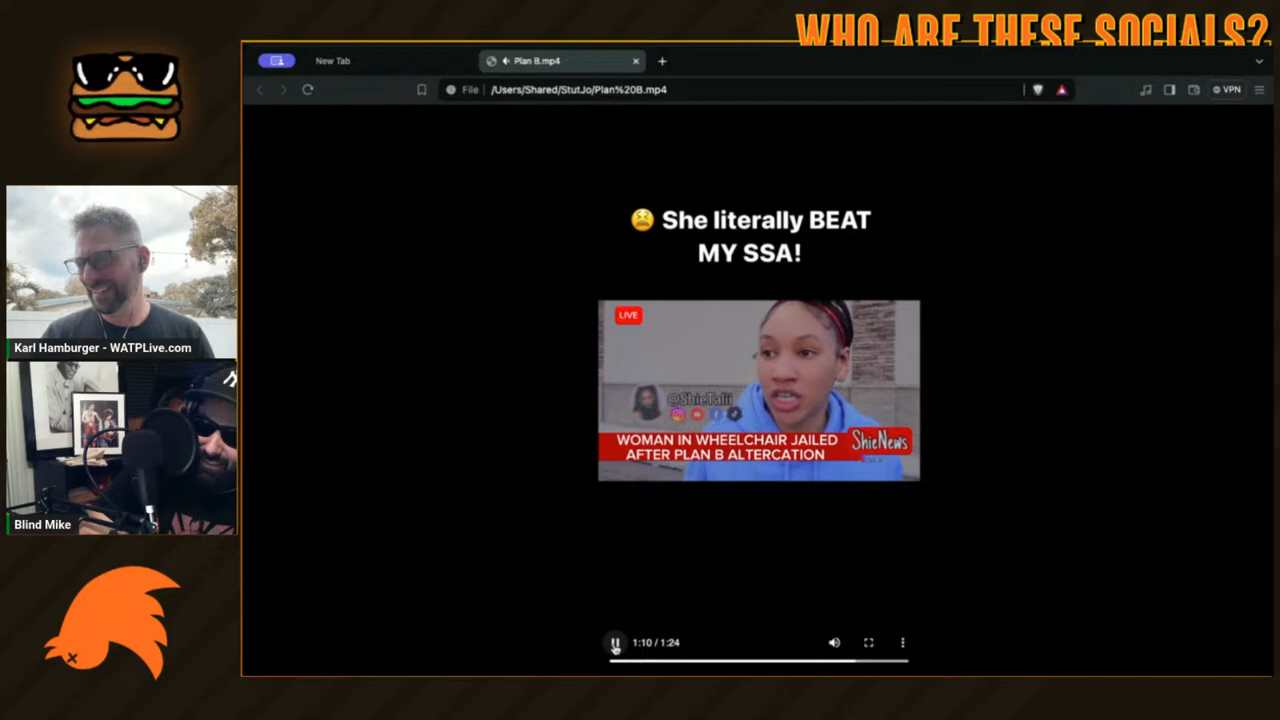 WHO ARE THESE SOCIALS?
New Tab
Plan B.mp4
File
/Users/Shared/StutJo/Plan%20B.mp4
VPN
😫 She literally BEAT
MY SSA!
LIVE
@ShieTalii
WOMAN IN WHEELCHAIR JAILED
AFTER PLAN B ALTERCATION
ShieNews
Karl Hamburger - WATPLive.com
Blind Mike
1:10 / 1:24